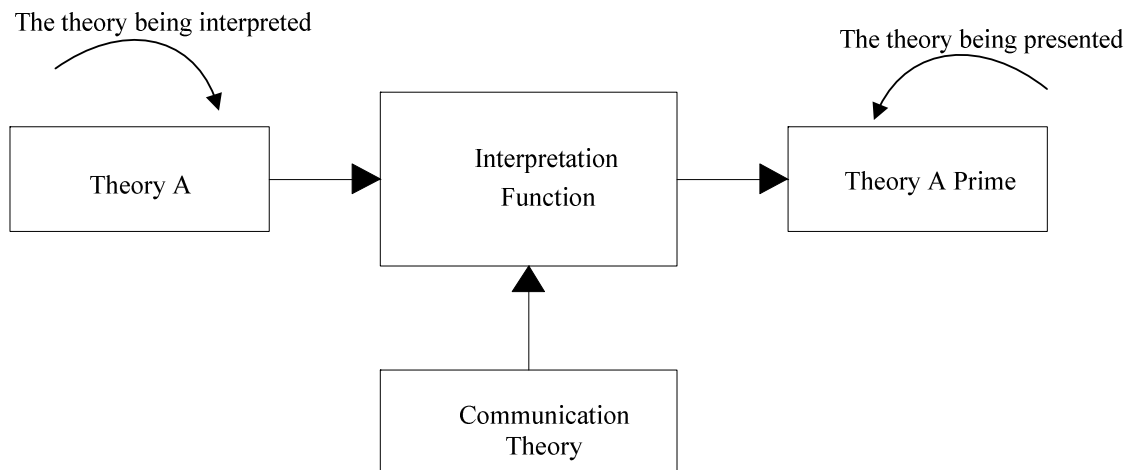 The theory being interpreted
The theory being presented
Theory A
Interpretation
Function
Theory A Prime
Communication
Theory